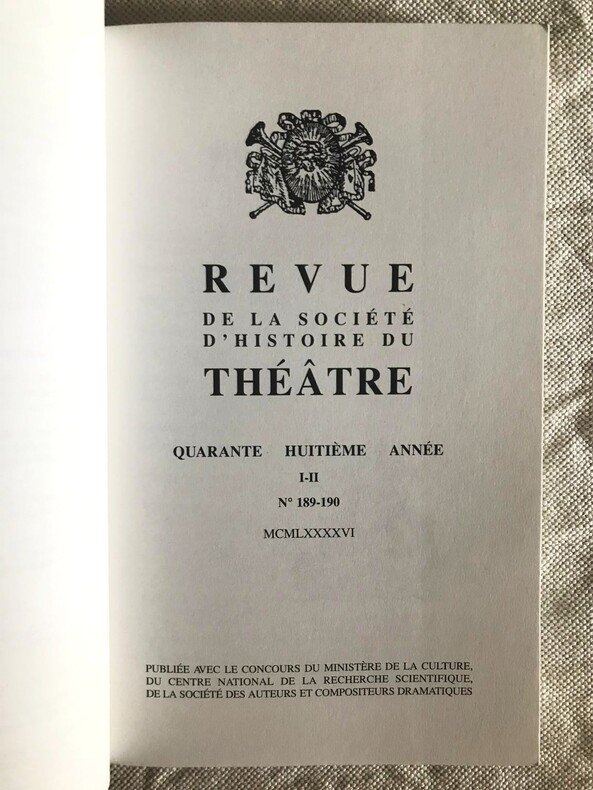 REVUE
DE LA SOCIÉTÉ
D'HISTOIRE DU
THÉÂTRE
QUARANTE HUITIÈME ANNÉE
I-II
N° 189-190
MCMLXXXXVI
PUBLIÉE AVEC LE CONCOURS DU MINISTÈRE DE LA CULTURE,
DU CENTRE NATIONAL DE LA RECHERCHE SCIENTIFIQUE,
DE LA SOCIÉTÉ DES AUTEURS ET COMPOSITEURS DRAMATIQUES